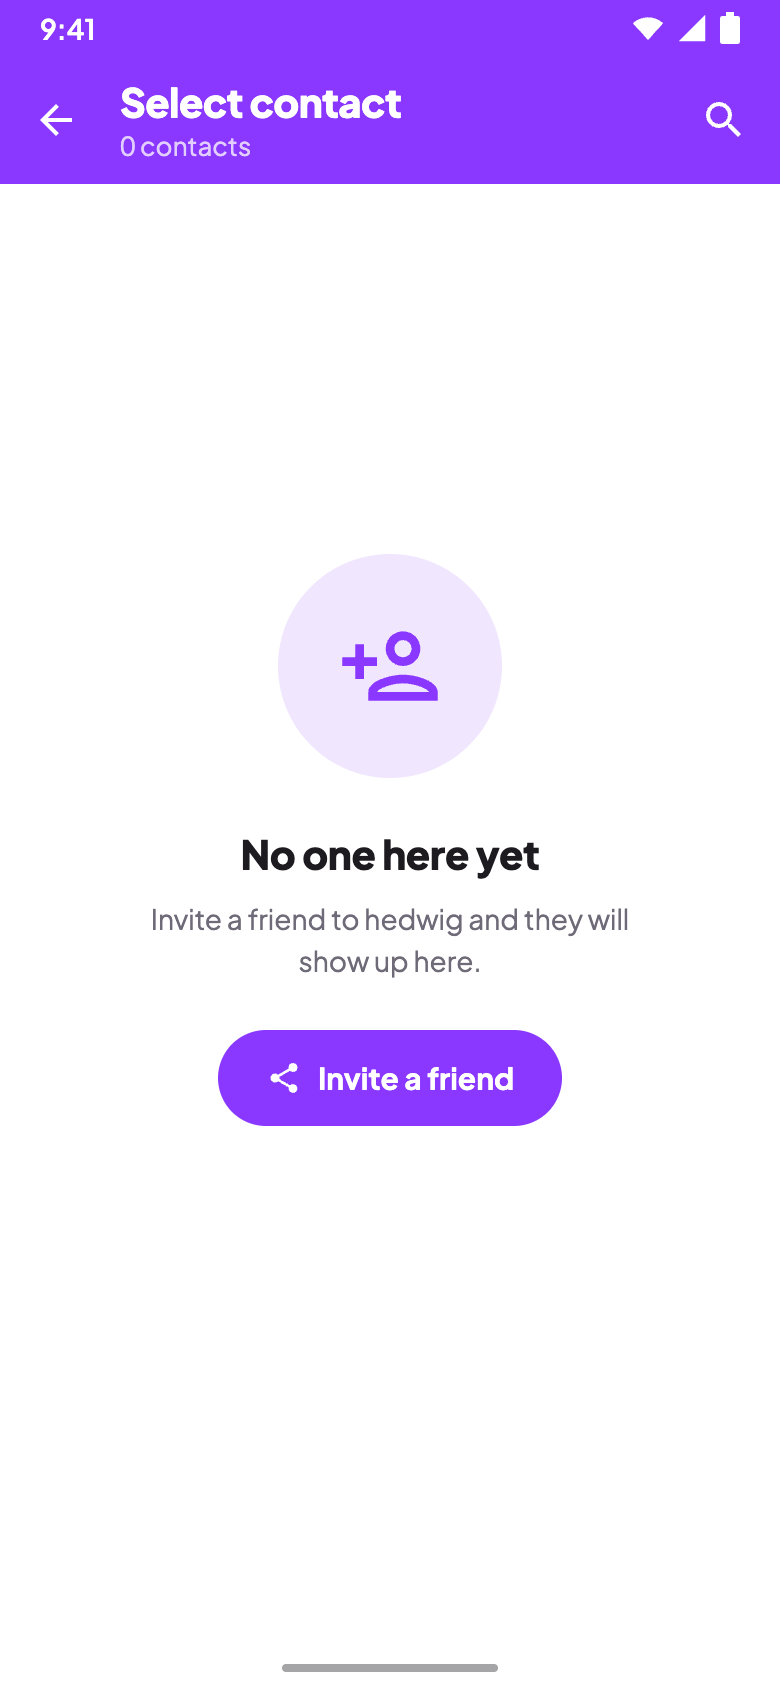 9:41
Select contact
0 contacts
No one here yet
Invite a friend to hedwig and they will
show up here.
Invite a friend